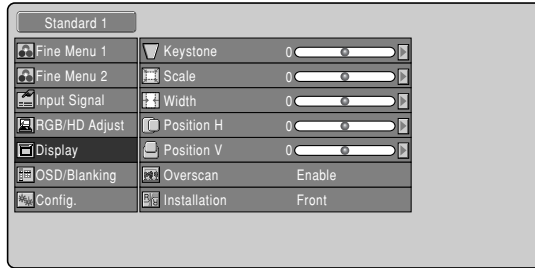 Standard 1
Fine Menu 1 Keystone 0
Fine Menu 2 Scale 0
Input Signal Width 0
RGB/HD Adjust Position H 0
Display Position V 0
OSD/Blanking Overscan Enable
Config. Installation Front